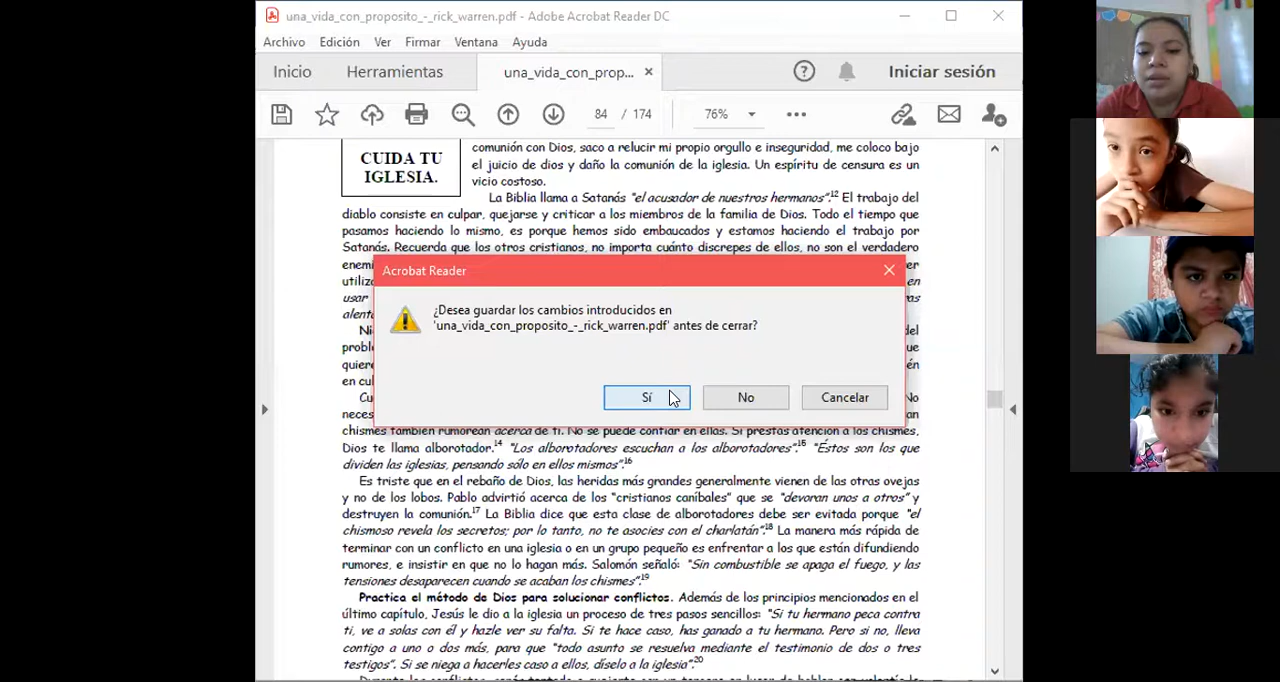 una_vida_con_proposito_-_rick_warren.pdf - Adobe Acrobat Reader DC
Archivo Edición Ver Firmar Ventana Ayuda
Inicio Herramientas una_vida_con_prop... Iniciar sesión
84 / 174 76%
CUIDA TU
IGLESIA.
comunión con Dios, saco a relucir mi propio orgullo e inseguridad, me coloco bajo
el juicio de dios y daño la comunión de la iglesia. Un espíritu de censura es un
vicio costoso.
La Biblia llama a Satanás "el acusador de nuestros hermanos".12 El trabajo del
diablo consiste en culpar, quejarse y criticar a los miembros de la familia de Dios. Todo el tiempo que
pasamos haciendo lo mismo, es porque hemos sido embaucados y estamos haciendo el trabajo por
Satanás. Recuerda que los otros cristianos, no importa cuánto discrepes de ellos, no son el verdadero
Acrobat Reader
¿Desea guardar los cambios introducidos en
'una_vida_con_proposito_-_rick_warren.pdf' antes de cerrar?
Sí No Cancelar
chismes también rumorean acerca de ti. No se puede confiar en ellas. Si prestas atención a los chismes,
Dios te llama alborotador.14 "Los alborotadores escuchan a los alborotadores".15 "Éstos son los que
dividen las iglesias, pensando sólo en ellos mismos"16
Es triste que en el rebaño de Dios, las heridas más grandes generalmente vienen de las otras ovejas
y no de los lobos. Pablo advirtió acerca de los "cristianos caníbales" que se "devoran unos a otros" y
destruyen la comunión.17 La Biblia dice que esta clase de alborotadores debe ser evitada porque "el
chismoso revela los secretos; por lo tanto, no te asocies con el charlatán".18 La manera más rápida de
terminar con un conflicto en una iglesia o en un grupo pequeño es enfrentar a los que están difundiendo
rumores, e insistir en que no lo hagan más. Salomón señaló: "Sin combustible se apaga el fuego, y las
tensiones desaparecen cuando se acaban los chismes".19
Practica el método de Dios para solucionar conflictos. Además de los principios mencionados en el
último capítulo, Jesús le dio a la iglesia un proceso de tres pasos sencillos: "Si tu hermano peca contra
ti, ve a solas con él y hazle ver su falta. Si te hace caso, has ganado a tu hermano. Pero si no, lleva
contigo a uno o dos más, para que "todo asunto se resuelva mediante el testimonio de dos o tres
testigos". Si se niega a hacerles caso a ellos, díselo a la iglesia".20